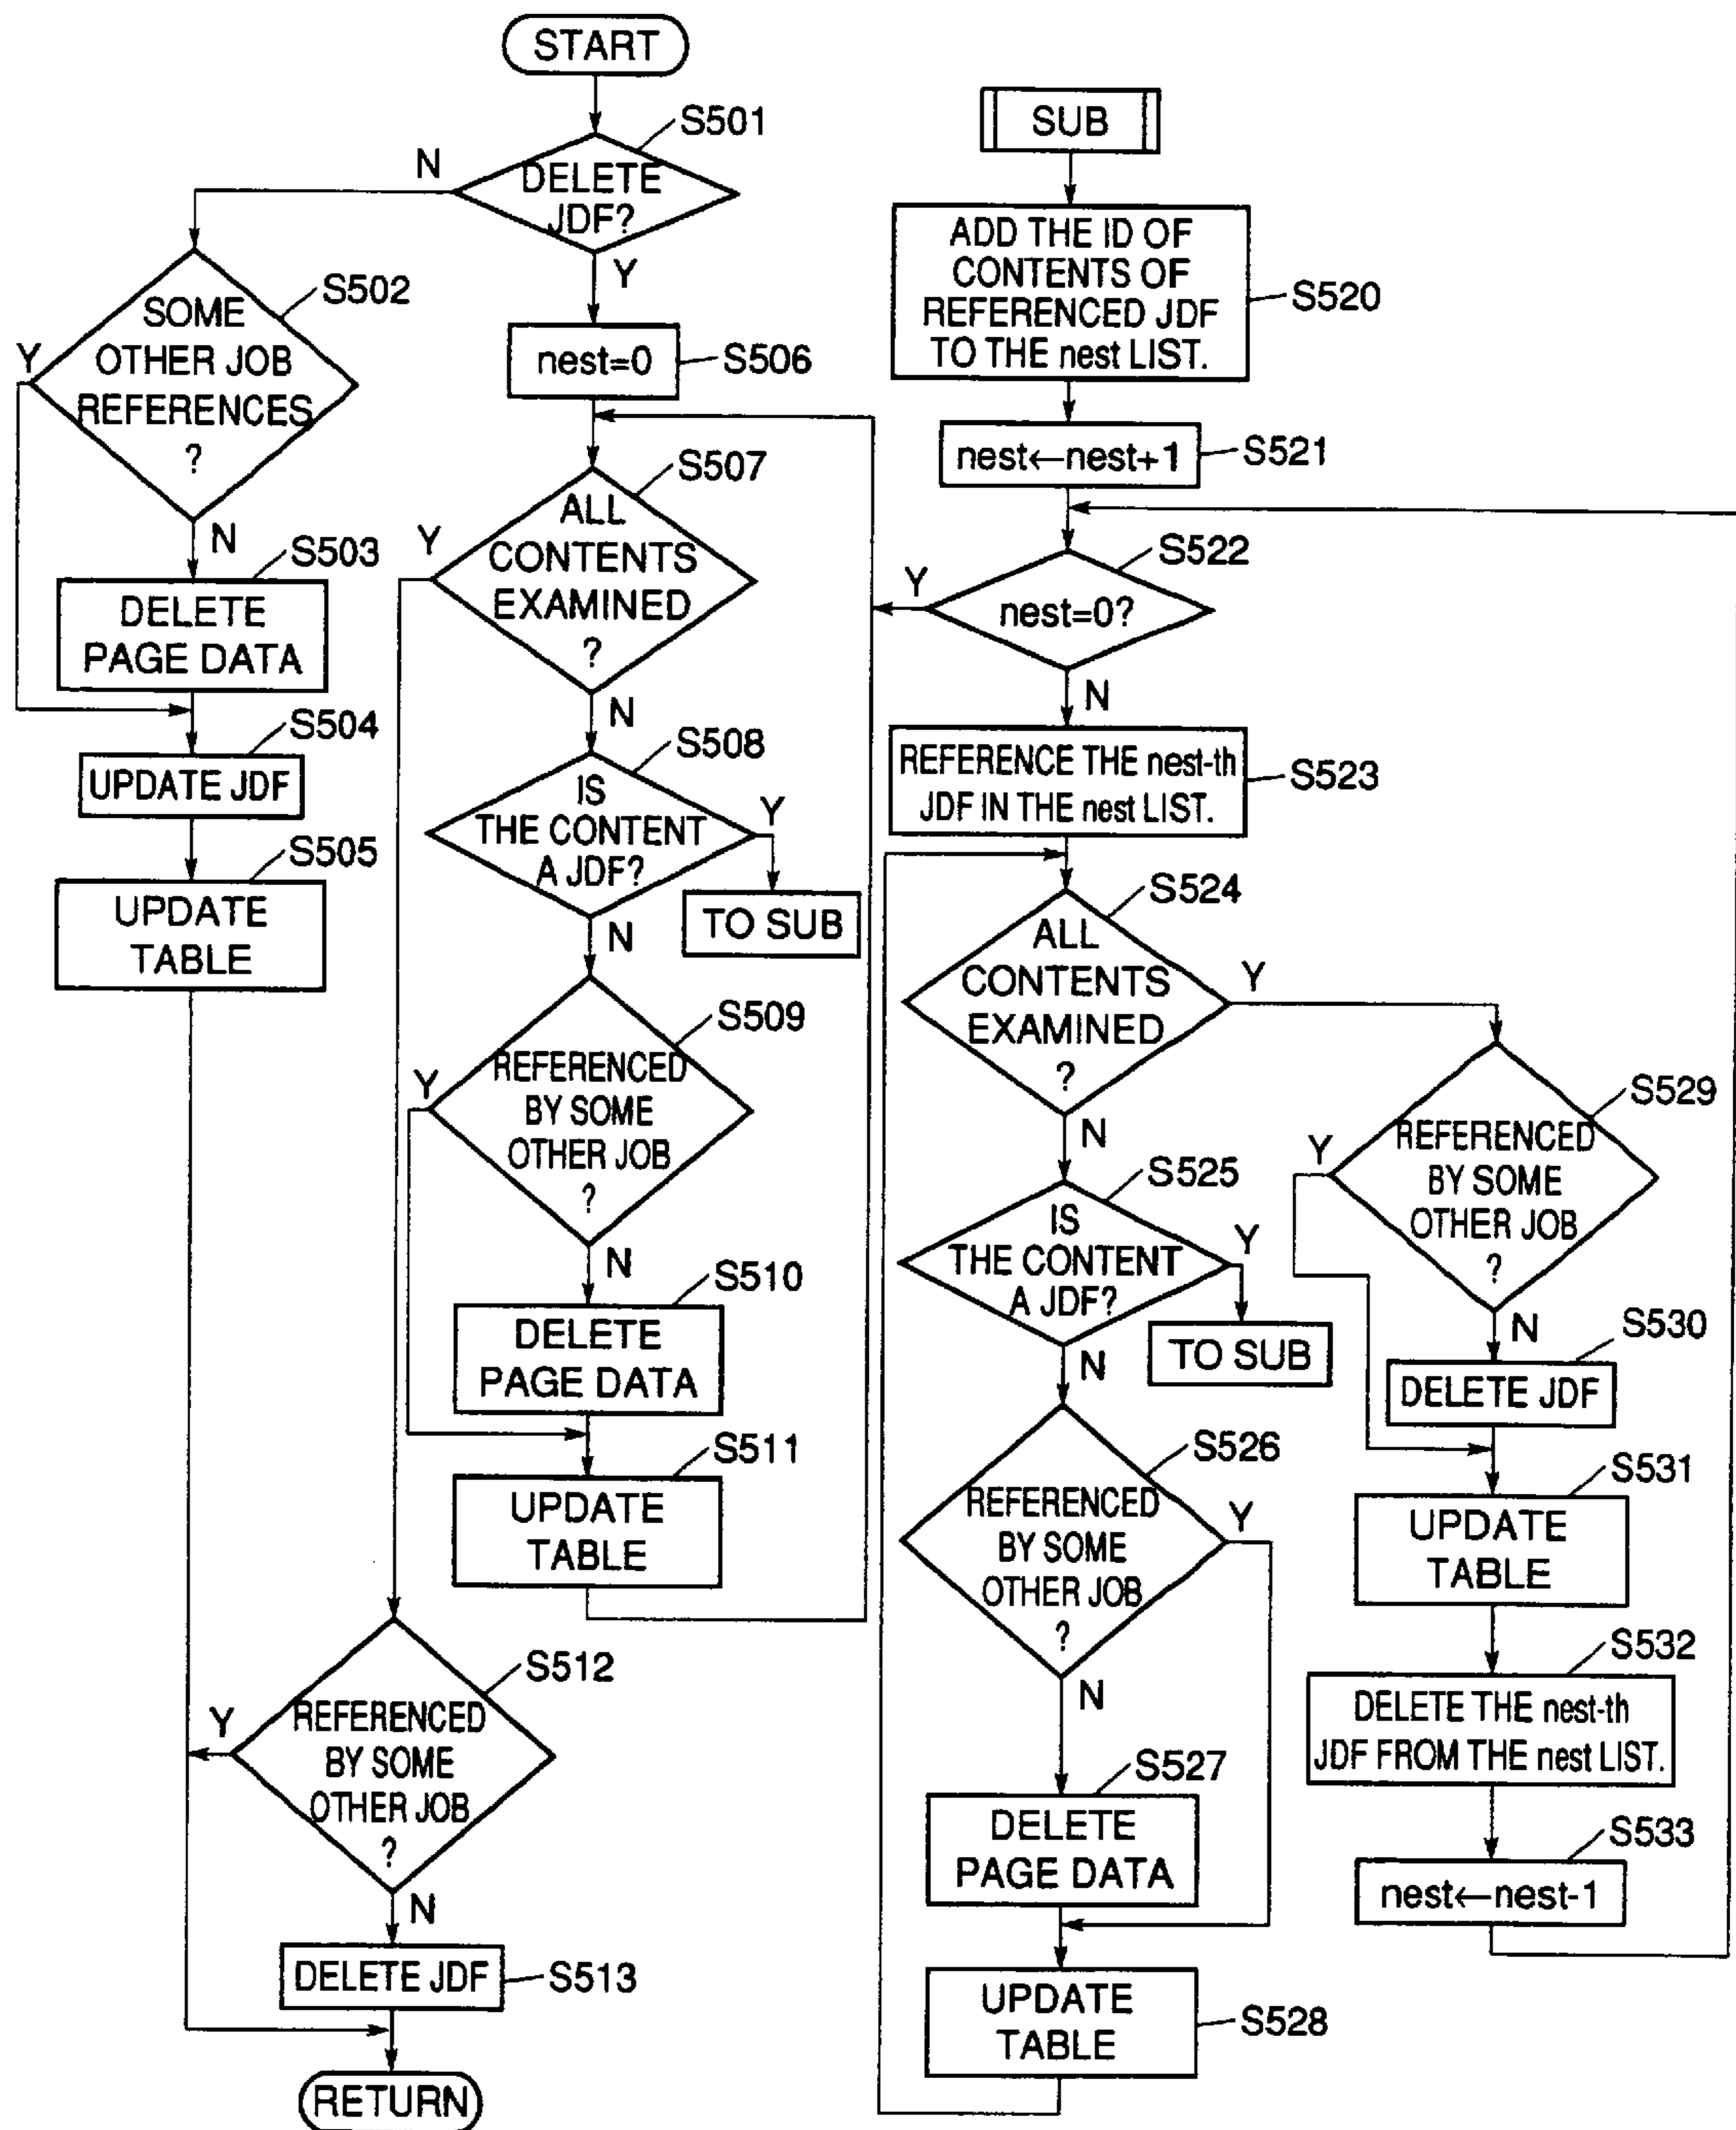 START
S501
N
DELETE
JDF?
Y
S502
SOME
OTHER JOB
REFERENCES
?
Y
N
S503
DELETE
PAGE DATA
S504
UPDATE JDF
S505
UPDATE
TABLE
nest=0
S506
S507
ALL
CONTENTS
EXAMINED
?
Y
N
S508
IS
THE CONTENT
A JDF?
Y
TO SUB
N
S509
REFERENCED
BY SOME
OTHER JOB
?
Y
N
S510
DELETE
PAGE DATA
S511
UPDATE
TABLE
S512
REFERENCED
BY SOME
OTHER JOB
?
Y
N
DELETE JDF
S513
RETURN
SUB
ADD THE ID OF
CONTENTS OF
REFERENCED JDF
TO THE nest LIST.
S520
nest←nest+1
S521
S522
nest=0?
Y
N
REFERENCE THE nest-th
JDF IN THE nest LIST.
S523
S524
ALL
CONTENTS
EXAMINED
?
Y
N
S525
IS
THE CONTENT
A JDF?
Y
TO SUB
N
S526
REFERENCED
BY SOME
OTHER JOB
?
Y
N
S527
DELETE
PAGE DATA
UPDATE
TABLE
S528
S529
REFERENCED
BY SOME
OTHER JOB
?
Y
N
S530
DELETE JDF
S531
UPDATE
TABLE
S532
DELETE THE nest-th
JDF FROM THE nest LIST.
S533
nest←nest-1